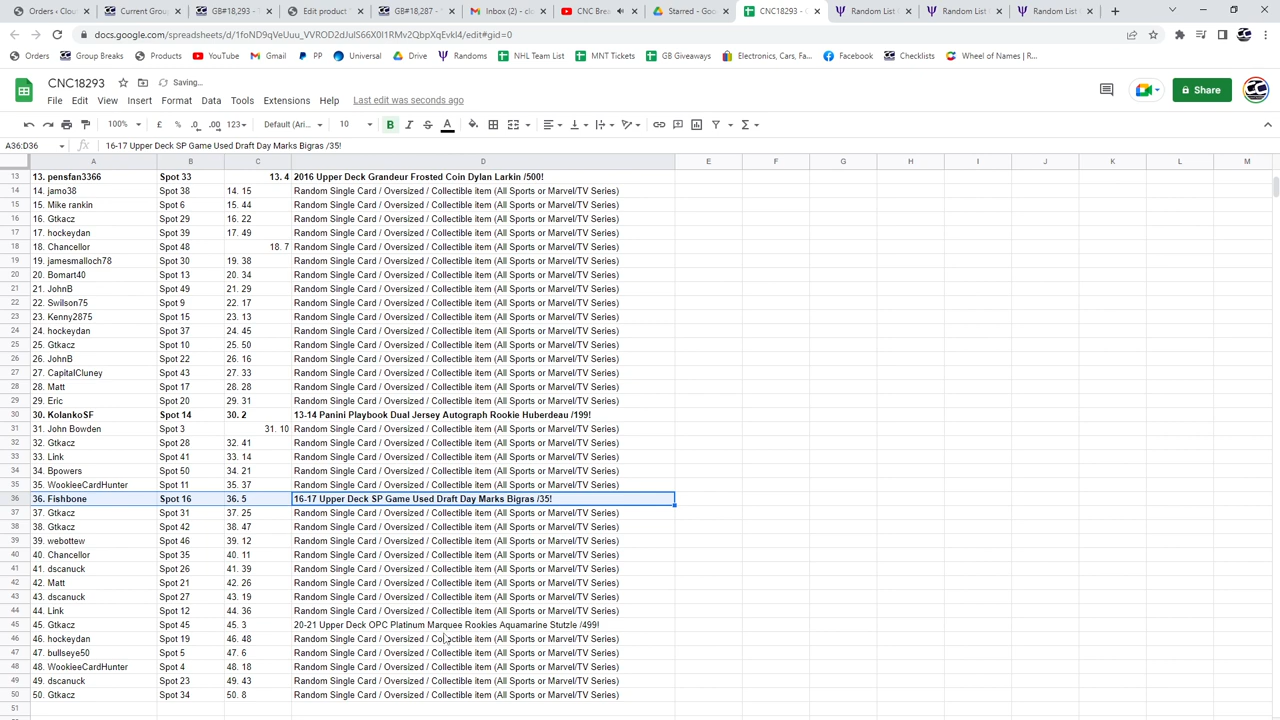 CNC18293 Cloud
Current Group
GB#18,293 - T
Edit product "
GB#18,287 - T
Inbox (2) - clo
CNC Brea
Starred - Googl
CNC18293 - G
Random List
Random List
Random List
docs.google.com/spreadsheets/d/1foND9qVeUuu_VVROD2dJulS66X0I1RMv2QbpXqEvkI4/edit#gid=0
Orders Group Breaks Products YouTube Gmail PP Universal Drive Randoms NHL Team List MNT Tickets GB Giveaways Electronics, Cars, Fa... Facebook Checklists Wheel of Names | R...
CNC18293 Saving...
File Edit View Insert Format Data Tools Extensions Help Last edit was seconds ago
Share
100% £ % .0 .00 123 Default (Ari... 10 B I S A
A36:D36 fx 16-17 Upper Deck SP Game Used Draft Day Marks Bigras /35!
A B C D E F G H I J K L M
13 13. pensfan3366 Spot 33 13. 4 2016 Upper Deck Grandeur Frosted Coin Dylan Larkin /500!
14 14. jamo38 Spot 38 14. 15 Random Single Card / Oversized / Collectible item (All Sports or Marvel/TV Series)
15 15. Mike rankin Spot 6 15. 44 Random Single Card / Oversized / Collectible item (All Sports or Marvel/TV Series)
16 16. Gtkacz Spot 29 16. 22 Random Single Card / Oversized / Collectible item (All Sports or Marvel/TV Series)
17 17. hockeydan Spot 39 17. 49 Random Single Card / Oversized / Collectible item (All Sports or Marvel/TV Series)
18 18. Chancellor Spot 48 18. 7 Random Single Card / Oversized / Collectible item (All Sports or Marvel/TV Series)
19 19. jamesmalloch78 Spot 30 19. 38 Random Single Card / Oversized / Collectible item (All Sports or Marvel/TV Series)
20 20. Bomart40 Spot 13 20. 34 Random Single Card / Oversized / Collectible item (All Sports or Marvel/TV Series)
21 21. JohnB Spot 49 21. 29 Random Single Card / Oversized / Collectible item (All Sports or Marvel/TV Series)
22 22. Swilson75 Spot 9 22. 17 Random Single Card / Oversized / Collectible item (All Sports or Marvel/TV Series)
23 23. Kenny2875 Spot 15 23. 13 Random Single Card / Oversized / Collectible item (All Sports or Marvel/TV Series)
24 24. hockeydan Spot 37 24. 45 Random Single Card / Oversized / Collectible item (All Sports or Marvel/TV Series)
25 25. Gtkacz Spot 10 25. 50 Random Single Card / Oversized / Collectible item (All Sports or Marvel/TV Series)
26 26. JohnB Spot 22 26. 16 Random Single Card / Oversized / Collectible item (All Sports or Marvel/TV Series)
27 27. CapitalCluney Spot 43 27. 33 Random Single Card / Oversized / Collectible item (All Sports or Marvel/TV Series)
28 28. Matt Spot 17 28. 28 Random Single Card / Oversized / Collectible item (All Sports or Marvel/TV Series)
29 29. Eric Spot 20 29. 31 Random Single Card / Oversized / Collectible item (All Sports or Marvel/TV Series)
30 30. KolankoSF Spot 14 30. 2 13-14 Panini Playbook Dual Jersey Autograph Rookie Huberdeau /199!
31 31. John Bowden Spot 3 31. 10 Random Single Card / Oversized / Collectible item (All Sports or Marvel/TV Series)
32 32. Gtkacz Spot 28 32. 41 Random Single Card / Oversized / Collectible item (All Sports or Marvel/TV Series)
33 33. Link Spot 41 33. 14 Random Single Card / Oversized / Collectible item (All Sports or Marvel/TV Series)
34 34. Bpowers Spot 50 34. 21 Random Single Card / Oversized / Collectible item (All Sports or Marvel/TV Series)
35 35. WookieeCardHunter Spot 11 35. 37 Random Single Card / Oversized / Collectible item (All Sports or Marvel/TV Series)
36 36. Fishbone Spot 16 36. 5 16-17 Upper Deck SP Game Used Draft Day Marks Bigras /35!
37 37. Gtkacz Spot 31 37. 25 Random Single Card / Oversized / Collectible item (All Sports or Marvel/TV Series)
38 38. Gtkacz Spot 42 38. 47 Random Single Card / Oversized / Collectible item (All Sports or Marvel/TV Series)
39 39. webottew Spot 46 39. 12 Random Single Card / Oversized / Collectible item (All Sports or Marvel/TV Series)
40 40. Chancellor Spot 35 40. 11 Random Single Card / Oversized / Collectible item (All Sports or Marvel/TV Series)
41 41. dscanuck Spot 26 41. 39 Random Single Card / Oversized / Collectible item (All Sports or Marvel/TV Series)
42 42. Matt Spot 21 42. 26 Random Single Card / Oversized / Collectible item (All Sports or Marvel/TV Series)
43 43. dscanuck Spot 27 43. 19 Random Single Card / Oversized / Collectible item (All Sports or Marvel/TV Series)
44 44. Link Spot 12 44. 36 Random Single Card / Oversized / Collectible item (All Sports or Marvel/TV Series)
45 45. Gtkacz Spot 45 45. 3 20-21 Upper Deck OPC Platinum Marquee Rookies Aquamarine Stutzle /499!
46 46. hockeydan Spot 19 46. 48 Random Single Card / Oversized / Collectible item (All Sports or Marvel/TV Series)
47 47. bullseye50 Spot 5 47. 6 Random Single Card / Oversized / Collectible item (All Sports or Marvel/TV Series)
48 48. WookieeCardHunter Spot 4 48. 18 Random Single Card / Oversized / Collectible item (All Sports or Marvel/TV Series)
49 49. dscanuck Spot 23 49. 43 Random Single Card / Oversized / Collectible item (All Sports or Marvel/TV Series)
50 50. Gtkacz Spot 34 50. 8 Random Single Card / Oversized / Collectible item (All Sports or Marvel/TV Series)
51